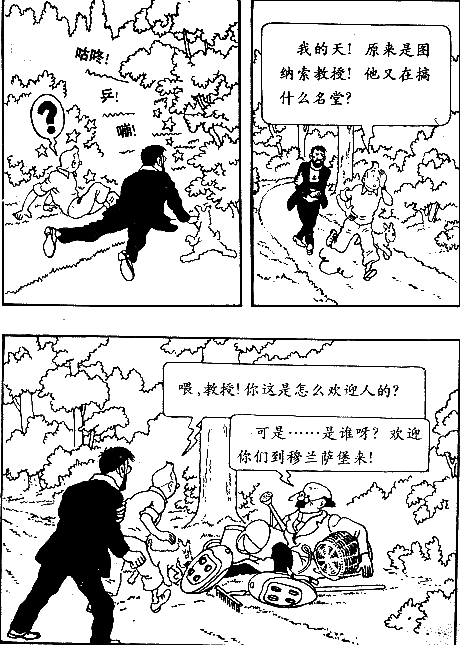 咕咚！
乒！
嘣！
?
我的天！原来是图
纳索教授！他又在搞
什么名堂？
喂，教授！你这是怎么欢迎人的？
可是……是谁呀？欢迎
你们到穆兰萨堡来！